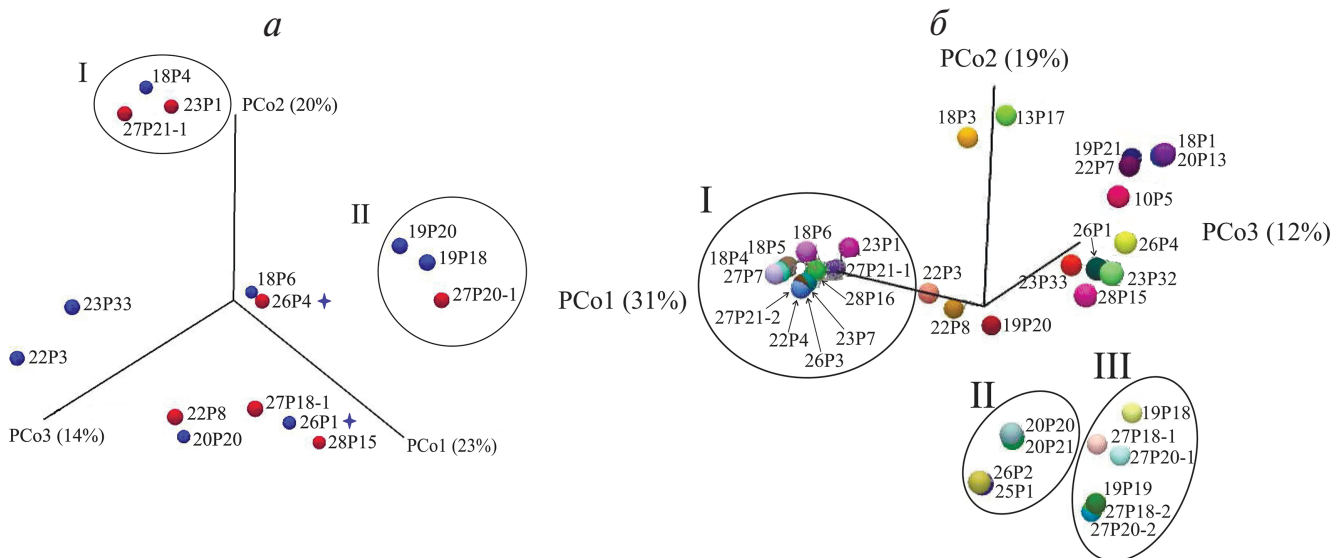 а
I
18P4
23P1
27P21-1
PCo2 (20%)
II
19P20
19P18
27P20-1
18P6
26P4
23P33
22P3
PCo3 (14%)
22P8
20P20
27P18-1
26P1
28P15
PCo1 (23%)
б
PCo2 (19%)
18P3
13P17
19P21
22P7
18P1
20P13
10P5
26P1
26P4
PCo3 (12%)
23P33
23P32
28P15
I
18P6
23P1
18P5
18P4
27P7
27P21-1
28P16
PCo1 (31%)
27P21-2
22P4
26P3
23P7
22P3
22P8
19P20
II
20P20
20P21
26P2
25P1
III
19P18
27P18-1
27P20-1
19P19
27P18-2
27P20-2